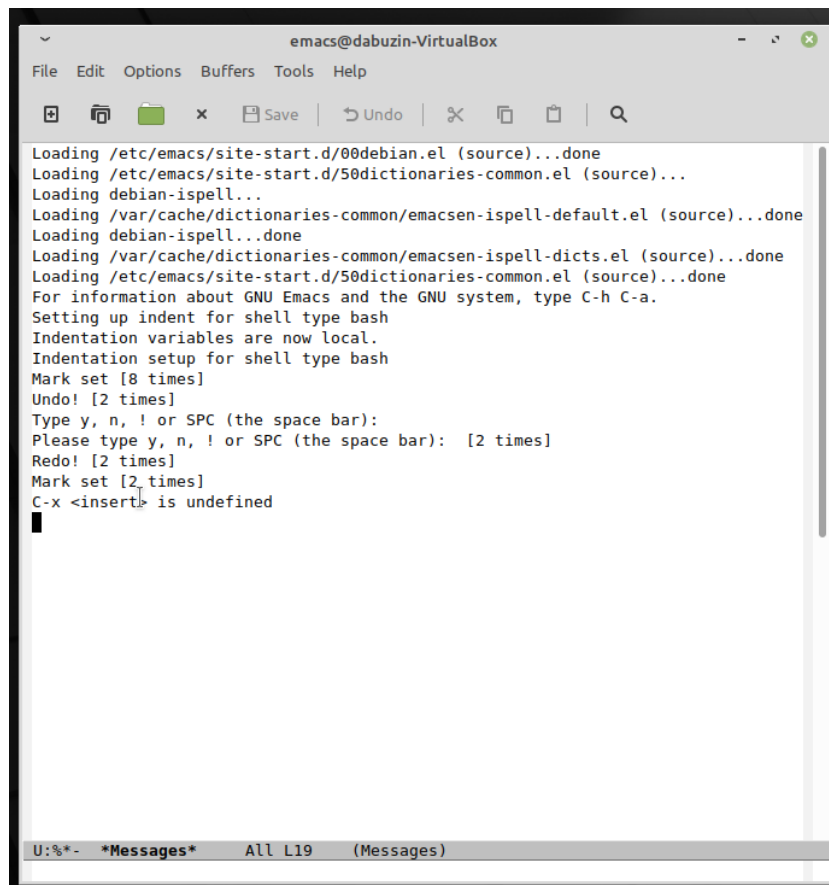 emacs@dabuzin-VirtualBox
File Edit Options Buffers Tools Help
Save Undo
Loading /etc/emacs/site-start.d/00debian.el (source)...done
Loading /etc/emacs/site-start.d/50dictionaries-common.el (source)...
Loading debian-ispell...
Loading /var/cache/dictionaries-common/emacsen-ispell-default.el (source)...done
Loading debian-ispell...done
Loading /var/cache/dictionaries-common/emacsen-ispell-dicts.el (source)...done
Loading /etc/emacs/site-start.d/50dictionaries-common.el (source)...done
For information about GNU Emacs and the GNU system, type C-h C-a.
Setting up indent for shell type bash
Indentation variables are now local.
Indentation setup for shell type bash
Mark set [8 times]
Undo! [2 times]
Type y, n, ! or SPC (the space bar):
Please type y, n, ! or SPC (the space bar):  [2 times]
Redo! [2 times]
Mark set [2 times]
C-x <insert> is undefined
U:%*-  *Messages*     All L19    (Messages)